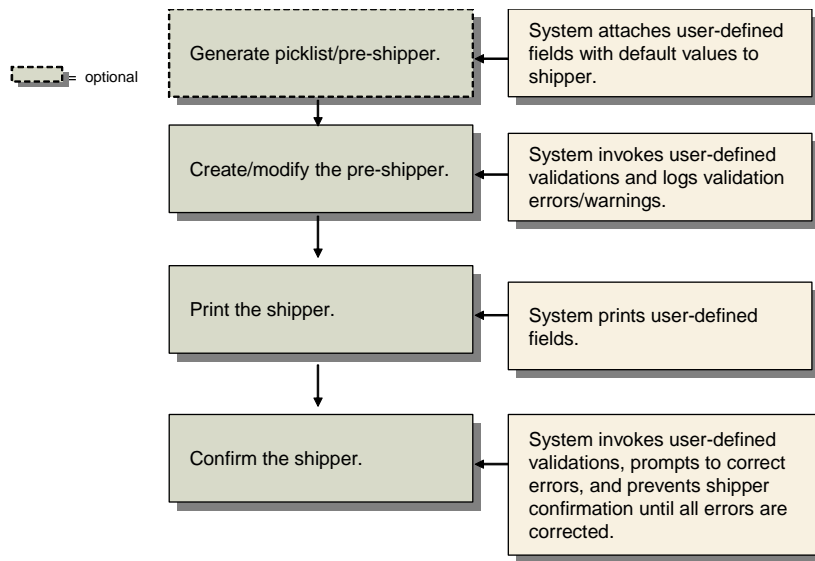 Generate picklist/pre-shipper.
System attaches user-defined
fields with default values to
shipper.
= optional
Create/modify the pre-shipper.
System invokes user-defined
validations and logs validation
errors/warnings.
Print the shipper.
System prints user-defined
fields.
Confirm the shipper.
System invokes user-defined
validations, prompts to correct
errors, and prevents shipper
confirmation until all errors are
corrected.